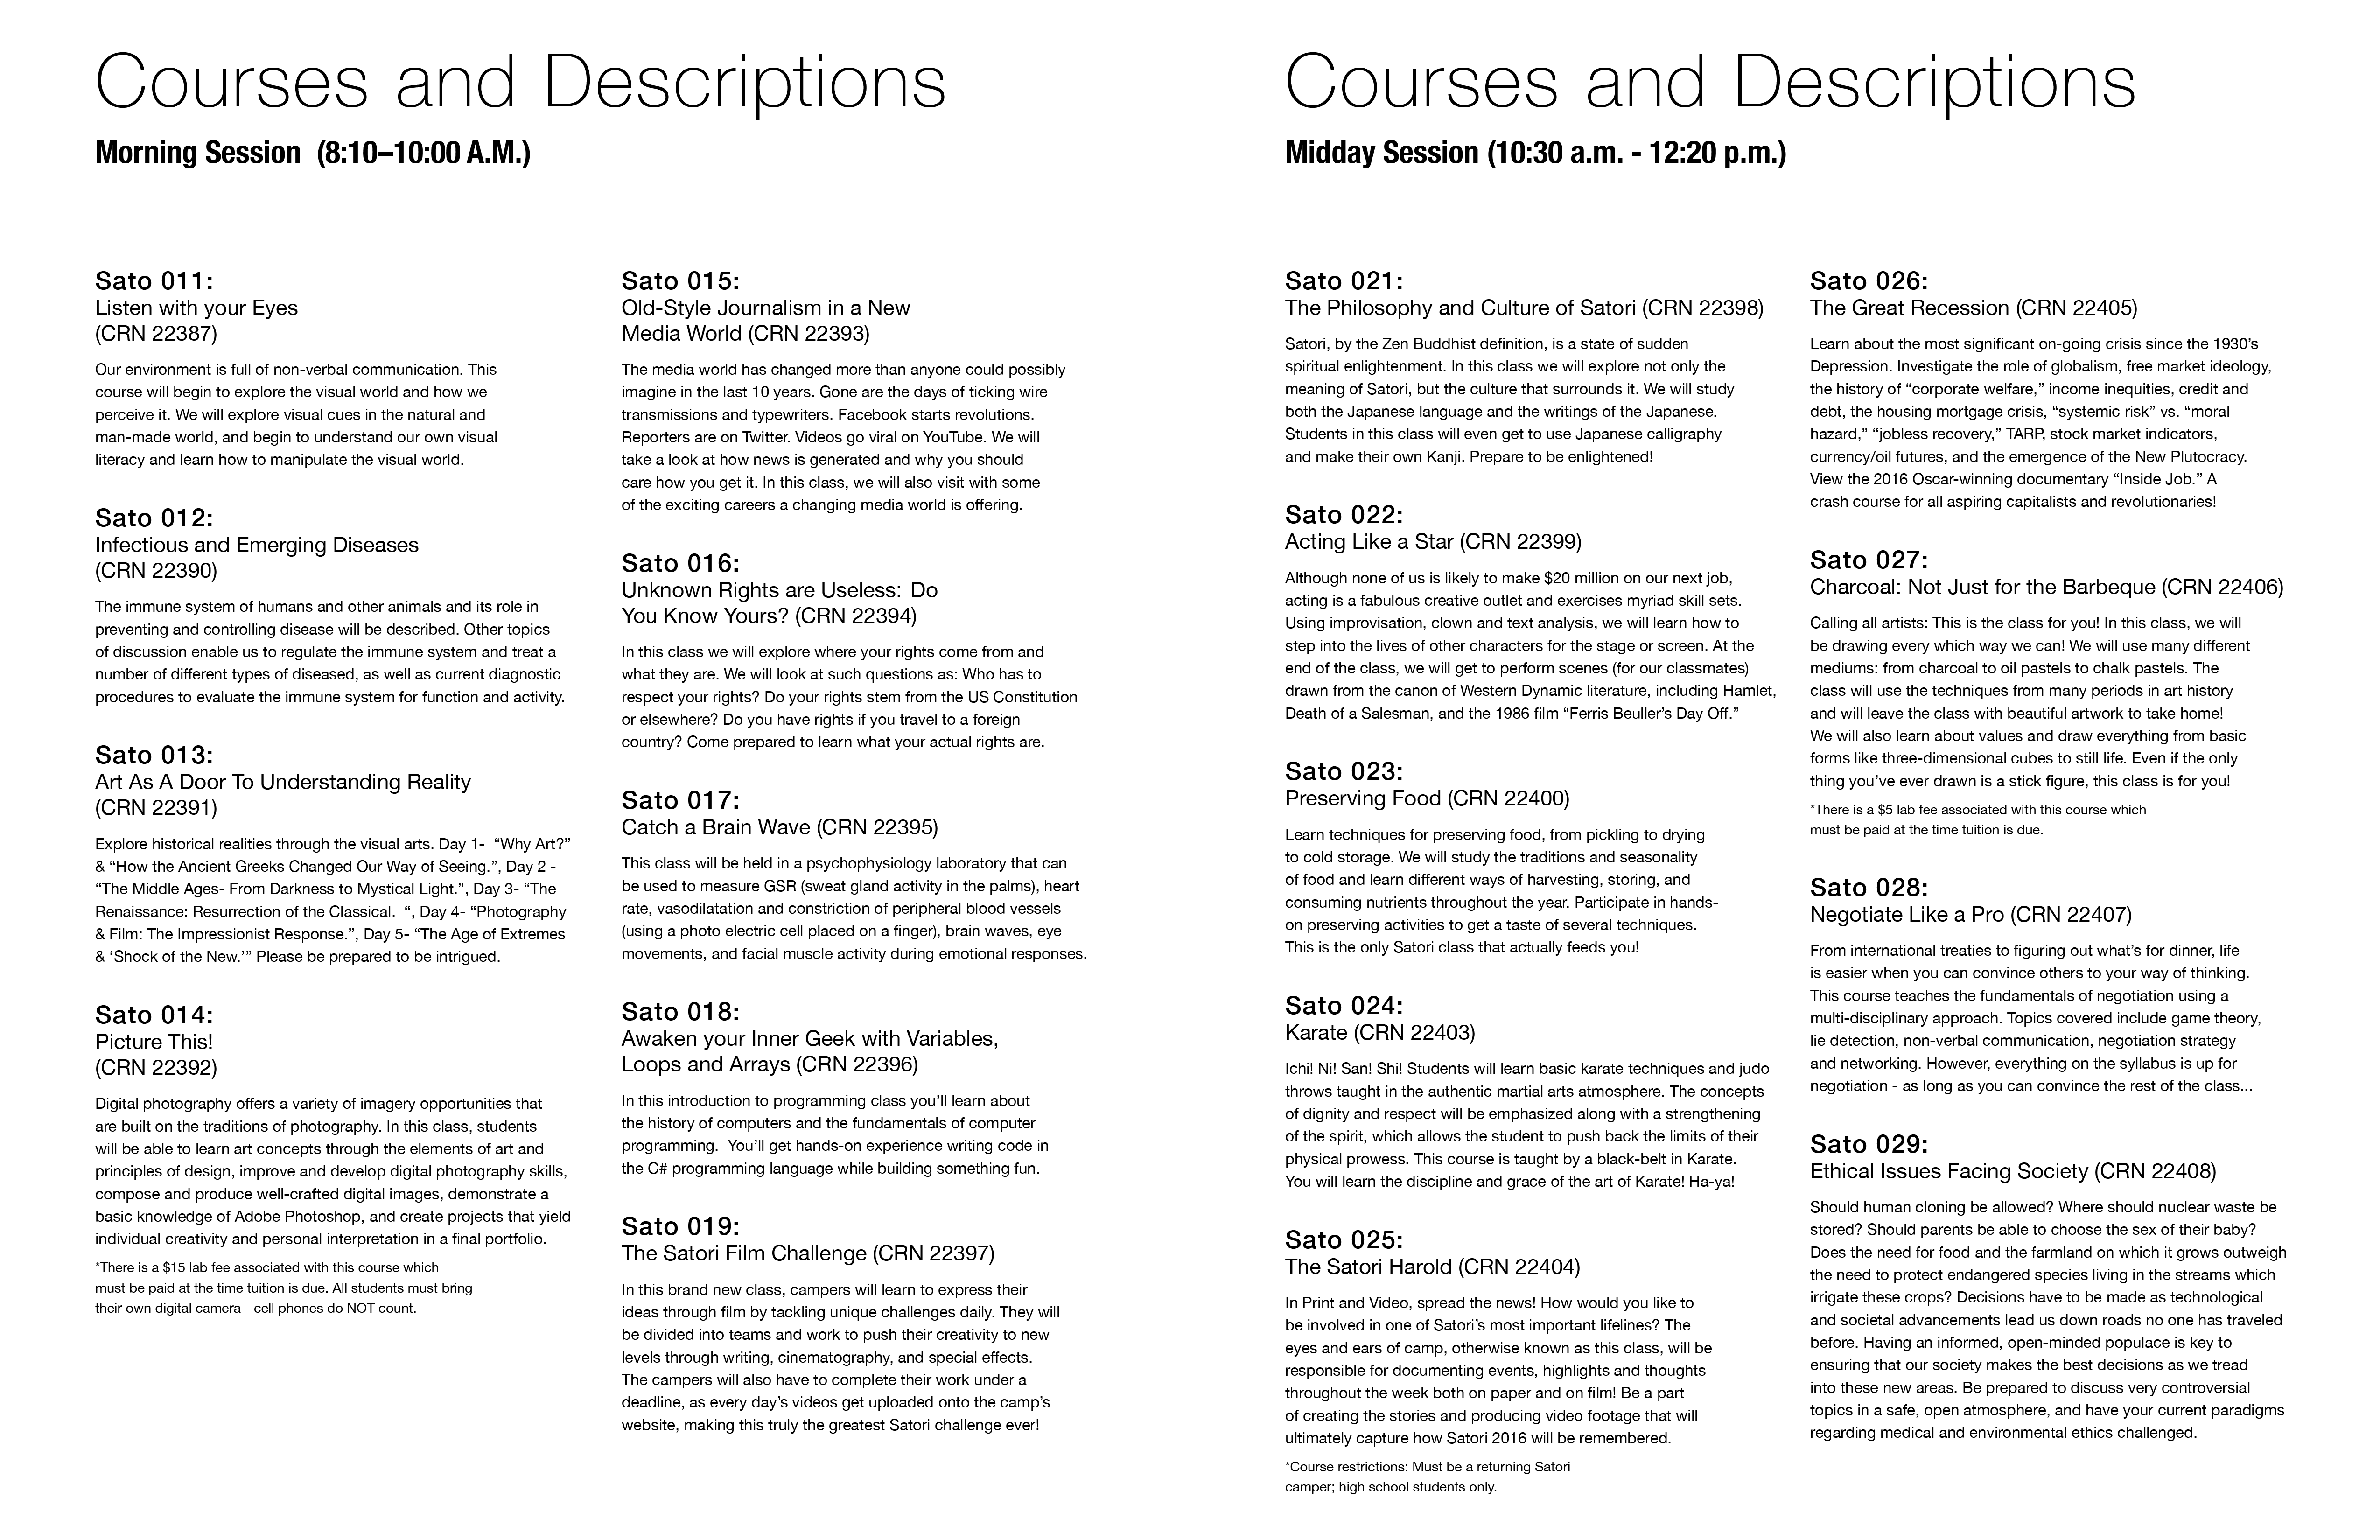 Courses and Descriptions
Morning Session  (8:10–10:00 A.M.)
Sato 011:
Listen with your Eyes
(CRN 22387)
Our environment is full of non-verbal communication. This
course will begin to explore the visual world and how we
perceive it. We will explore visual cues in the natural and
man-made world, and begin to understand our own visual
literacy and learn how to manipulate the visual world.
Sato 012:
Infectious and Emerging Diseases
(CRN 22390)
The immune system of humans and other animals and its role in
preventing and controlling disease will be described. Other topics
of discussion enable us to regulate the immune system and treat a
number of different types of diseased, as well as current diagnostic
procedures to evaluate the immune system for function and activity.
Sato 013:
Art As A Door To Understanding Reality
(CRN 22391)
Explore historical realities through the visual arts. Day 1-  “Why Art?”
& “How the Ancient Greeks Changed Our Way of Seeing.”, Day 2 -
“The Middle Ages- From Darkness to Mystical Light.”, Day 3- “The
Renaissance: Resurrection of the Classical.  “, Day 4- “Photography
& Film: The Impressionist Response.”, Day 5- “The Age of Extremes
& ‘Shock of the New.’” Please be prepared to be intrigued.
Sato 014:
Picture This!
(CRN 22392)
Digital photography offers a variety of imagery opportunities that
are built on the traditions of photography. In this class, students
will be able to learn art concepts through the elements of art and
principles of design, improve and develop digital photography skills,
compose and produce well-crafted digital images, demonstrate a
basic knowledge of Adobe Photoshop, and create projects that yield
individual creativity and personal interpretation in a final portfolio.
*There is a $15 lab fee associated with this course which
must be paid at the time tuition is due. All students must bring
their own digital camera - cell phones do NOT count.
Sato 015:
Old-Style Journalism in a New
Media World (CRN 22393)
The media world has changed more than anyone could possibly
imagine in the last 10 years. Gone are the days of ticking wire
transmissions and typewriters. Facebook starts revolutions.
Reporters are on Twitter. Videos go viral on YouTube. We will
take a look at how news is generated and why you should
care how you get it. In this class, we will also visit with some
of the exciting careers a changing media world is offering.
Sato 016:
Unknown Rights are Useless:  Do
You Know Yours? (CRN 22394)
In this class we will explore where your rights come from and
what they are. We will look at such questions as: Who has to
respect your rights? Do your rights stem from the US Constitution
or elsewhere? Do you have rights if you travel to a foreign
country? Come prepared to learn what your actual rights are.
Sato 017:
Catch a Brain Wave (CRN 22395)
This class will be held in a psychophysiology laboratory that can
be used to measure GSR (sweat gland activity in the palms), heart
rate, vasodilatation and constriction of peripheral blood vessels
(using a photo electric cell placed on a finger), brain waves, eye
movements, and facial muscle activity during emotional responses.
Sato 018:
Awaken your Inner Geek with Variables,
Loops and Arrays (CRN 22396)
In this introduction to programming class you’ll learn about
the history of computers and the fundamentals of computer
programming.  You’ll get hands-on experience writing code in
the C# programming language while building something fun.
Sato 019:
The Satori Film Challenge (CRN 22397)
In this brand new class, campers will learn to express their
ideas through film by tackling unique challenges daily. They will
be divided into teams and work to push their creativity to new
levels through writing, cinematography, and special effects.
The campers will also have to complete their work under a
deadline, as every day’s videos get uploaded onto the camp’s
website, making this truly the greatest Satori challenge ever!
Courses and Descriptions
Midday Session (10:30 a.m. - 12:20 p.m.)
Sato 021:
The Philosophy and Culture of Satori (CRN 22398)
Satori, by the Zen Buddhist definition, is a state of sudden
spiritual enlightenment. In this class we will explore not only the
meaning of Satori, but the culture that surrounds it. We will study
both the Japanese language and the writings of the Japanese.
Students in this class will even get to use Japanese calligraphy
and make their own Kanji. Prepare to be enlightened!
Sato 022:
Acting Like a Star (CRN 22399)
Although none of us is likely to make $20 million on our next job,
acting is a fabulous creative outlet and exercises myriad skill sets.
Using improvisation, clown and text analysis, we will learn how to
step into the lives of other characters for the stage or screen. At the
end of the class, we will get to perform scenes (for our classmates)
drawn from the canon of Western Dynamic literature, including Hamlet,
Death of a Salesman, and the 1986 film “Ferris Beuller’s Day Off.”
Sato 023:
Preserving Food (CRN 22400)
Learn techniques for preserving food, from pickling to drying
to cold storage. We will study the traditions and seasonality
of food and learn different ways of harvesting, storing, and
consuming nutrients throughout the year. Participate in hands-
on preserving activities to get a taste of several techniques.
This is the only Satori class that actually feeds you!
Sato 024:
Karate (CRN 22403)
Ichi! Ni! San! Shi! Students will learn basic karate techniques and judo
throws taught in the authentic martial arts atmosphere. The concepts
of dignity and respect will be emphasized along with a strengthening
of the spirit, which allows the student to push back the limits of their
physical prowess. This course is taught by a black-belt in Karate.
You will learn the discipline and grace of the art of Karate! Ha-ya!
Sato 025:
The Satori Harold (CRN 22404)
In Print and Video, spread the news! How would you like to
be involved in one of Satori’s most important lifelines? The
eyes and ears of camp, otherwise known as this class, will be
responsible for documenting events, highlights and thoughts
throughout the week both on paper and on film! Be a part
of creating the stories and producing video footage that will
ultimately capture how Satori 2016 will be remembered.
*Course restrictions: Must be a returning Satori
camper; high school students only.
Sato 026:
The Great Recession (CRN 22405)
Learn about the most significant on-going crisis since the 1930’s
Depression. Investigate the role of globalism, free market ideology,
the history of “corporate welfare,” income inequities, credit and
debt, the housing mortgage crisis, “systemic risk” vs. “moral
hazard,” “jobless recovery,” TARP, stock market indicators,
currency/oil futures, and the emergence of the New Plutocracy.
View the 2016 Oscar-winning documentary “Inside Job.” A
crash course for all aspiring capitalists and revolutionaries!
Sato 027:
Charcoal: Not Just for the Barbeque (CRN 22406)
Calling all artists: This is the class for you! In this class, we will
be drawing every which way we can! We will use many different
mediums: from charcoal to oil pastels to chalk pastels. The
class will use the techniques from many periods in art history
and will leave the class with beautiful artwork to take home!
We will also learn about values and draw everything from basic
forms like three-dimensional cubes to still life. Even if the only
thing you’ve ever drawn is a stick figure, this class is for you!
*There is a $5 lab fee associated with this course which
must be paid at the time tuition is due.
Sato 028:
Negotiate Like a Pro (CRN 22407)
From international treaties to figuring out what’s for dinner, life
is easier when you can convince others to your way of thinking.
This course teaches the fundamentals of negotiation using a
multi-disciplinary approach. Topics covered include game theory,
lie detection, non-verbal communication, negotiation strategy
and networking. However, everything on the syllabus is up for
negotiation - as long as you can convince the rest of the class...
Sato 029:
Ethical Issues Facing Society (CRN 22408)
Should human cloning be allowed? Where should nuclear waste be
stored? Should parents be able to choose the sex of their baby?
Does the need for food and the farmland on which it grows outweigh
the need to protect endangered species living in the streams which
irrigate these crops? Decisions have to be made as technological
and societal advancements lead us down roads no one has traveled
before. Having an informed, open-minded populace is key to
ensuring that our society makes the best decisions as we tread
into these new areas. Be prepared to discuss very controversial
topics in a safe, open atmosphere, and have your current paradigms
regarding medical and environmental ethics challenged.